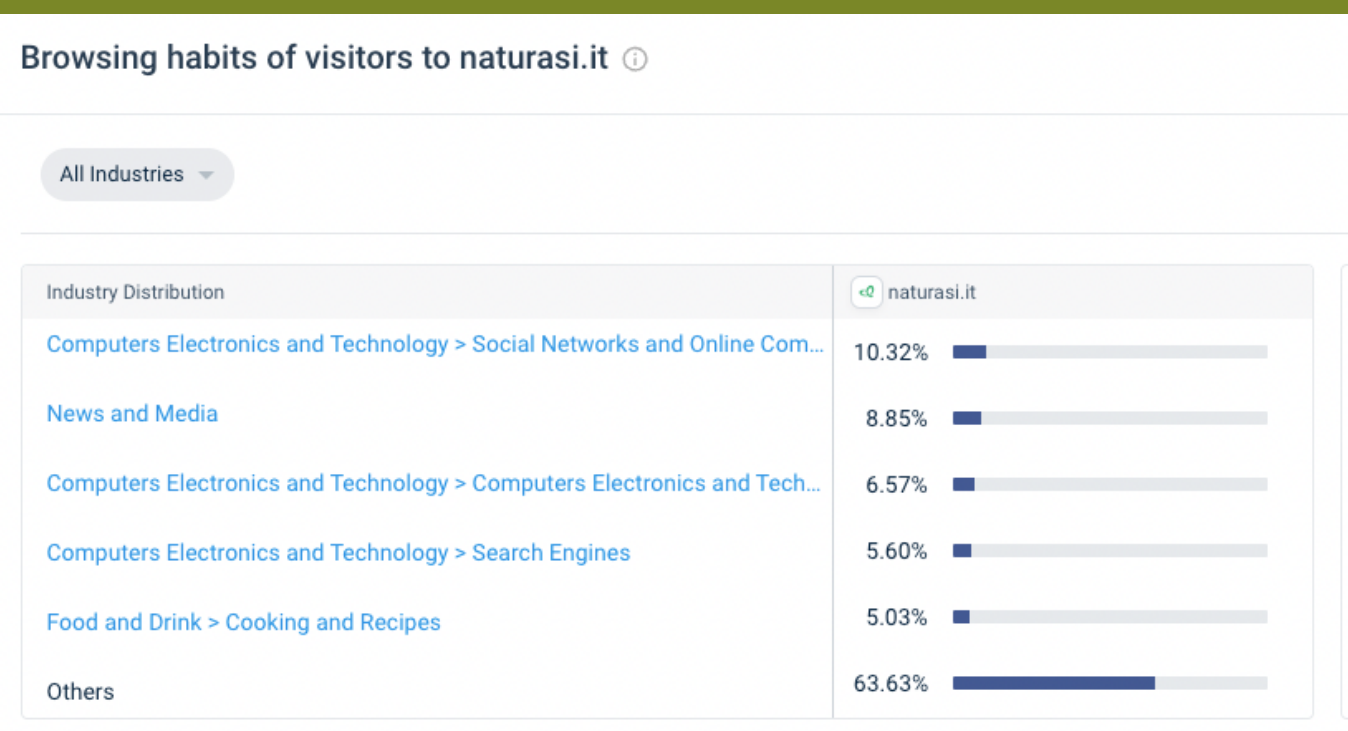 Browsing habits of visitors to naturasi.it
All Industries
Industry Distribution naturasi.it
Computers Electronics and Technology > Social Networks and Online Com... 10.32%
News and Media 8.85%
Computers Electronics and Technology > Computers Electronics and Tech... 6.57%
Computers Electronics and Technology > Search Engines 5.60%
Food and Drink > Cooking and Recipes 5.03%
Others 63.63%